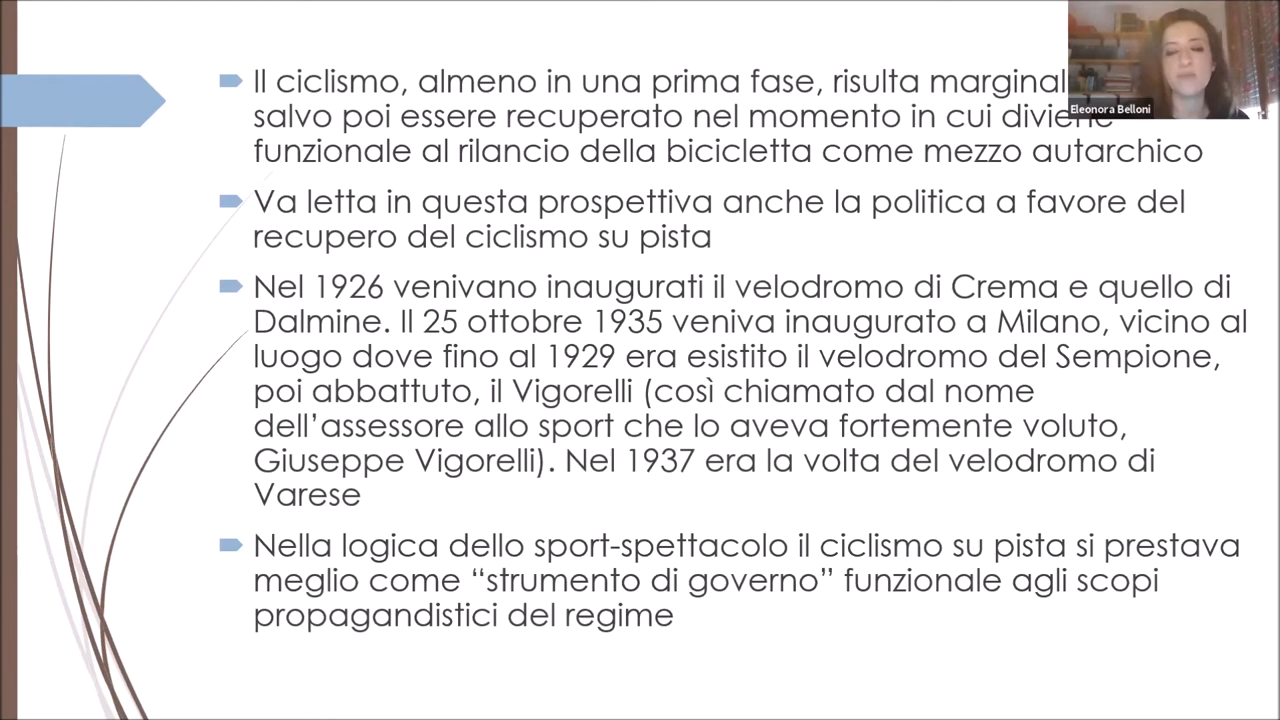 Il ciclismo, almeno in una prima fase, risulta
salvo poi essere recuperato nel momento in cui diviene
funzionale al rilancio della bicicletta come mezzo autarchico
Va letta in questa prospettiva anche la politica a favore del
recupero del ciclismo su pista
Nel 1926 venivano inaugurati il velodromo di Crema e quello di
Dalmine. Il 25 ottobre 1935 veniva inaugurato a Milano, vicino al
luogo dove fino al 1929 era esistito il velodromo del Sempione,
poi abbattuto, il Vigorelli (così chiamato dal nome
dell’assessore allo sport che lo aveva fortemente voluto,
Giuseppe Vigorelli). Nel 1937 era la volta del velodromo di
Varese
Nella logica dello sport-spettacolo il ciclismo su pista si prestava
meglio come “strumento di governo” funzionale agli scopi
propagandistici del regime
Eleonora Belloni